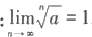 : lim_{n→∞} ⁿ√a = 1